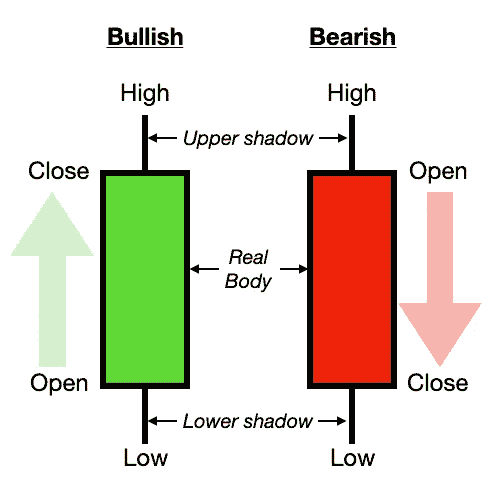 Bullish Bearish
High High
Upper shadow
Close Open
Real
Body
Open Close
Lower shadow
Low Low